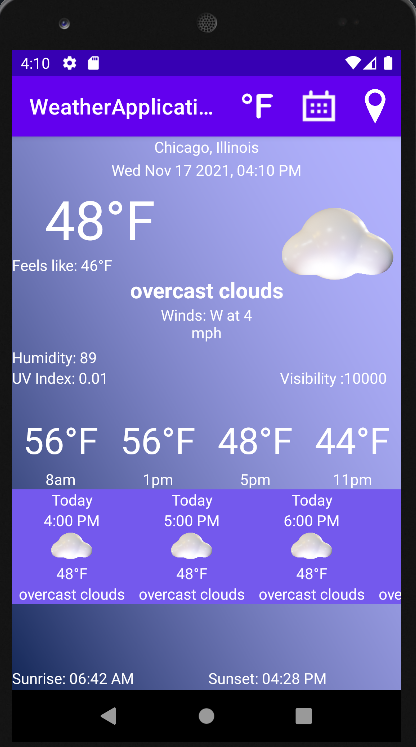 4:10
WeatherApplicati... °F
Chicago, Illinois
Wed Nov 17 2021, 04:10 PM
48°F
Feels like: 46°F
overcast clouds
Winds: W at 4
mph
Humidity: 89
UV Index: 0.01 Visibility :10000
56°F 56°F 48°F 44°F
8am 1pm 5pm 11pm
Today Today Today
4:00 PM 5:00 PM 6:00 PM
48°F 48°F 48°F
overcast clouds overcast clouds overcast clouds ove
Sunrise: 06:42 AM Sunset: 04:28 PM